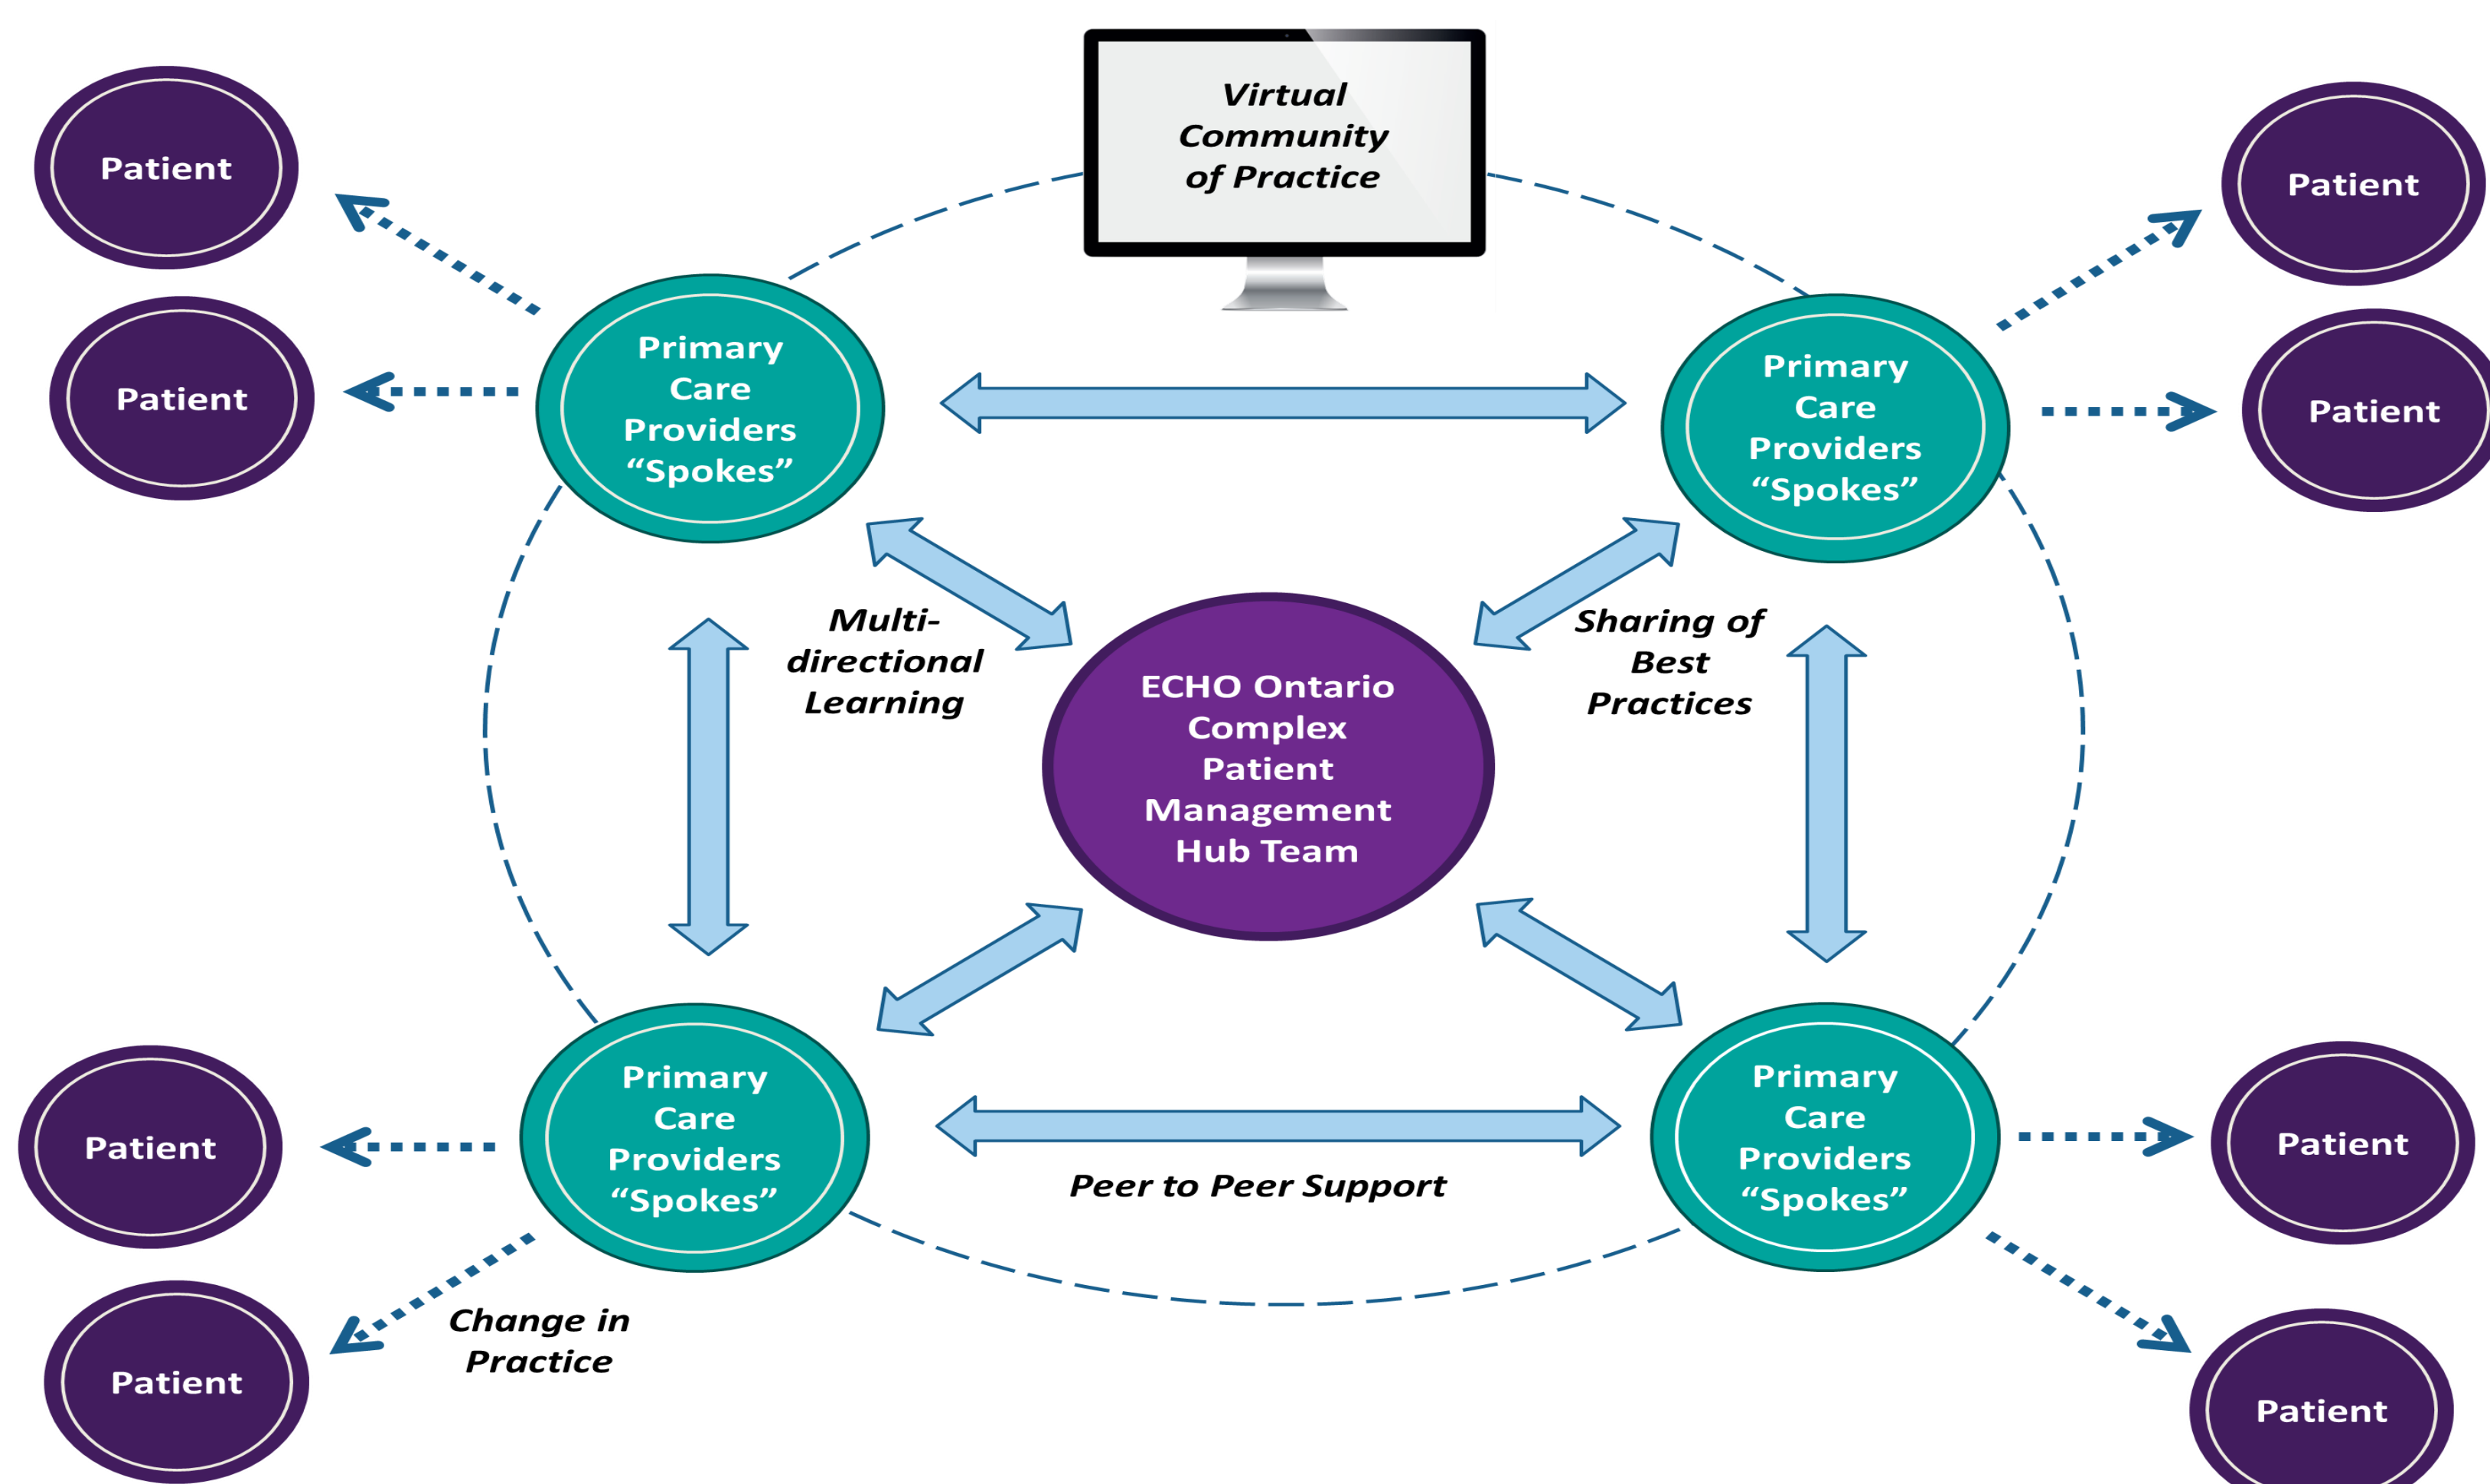 Virtual
Community
of Practice
Patient
Patient
Patient
Patient
Primary
Care
Providers
“Spokes”
Primary
Care
Providers
“Spokes”
Multi-
directional
Learning
Sharing of
Best
Practices
ECHO Ontario
Complex
Patient
Management
Hub Team
Primary
Care
Providers
“Spokes”
Primary
Care
Providers
“Spokes”
Peer to Peer Support
Patient
Patient
Change in
Practice
Patient
Patient